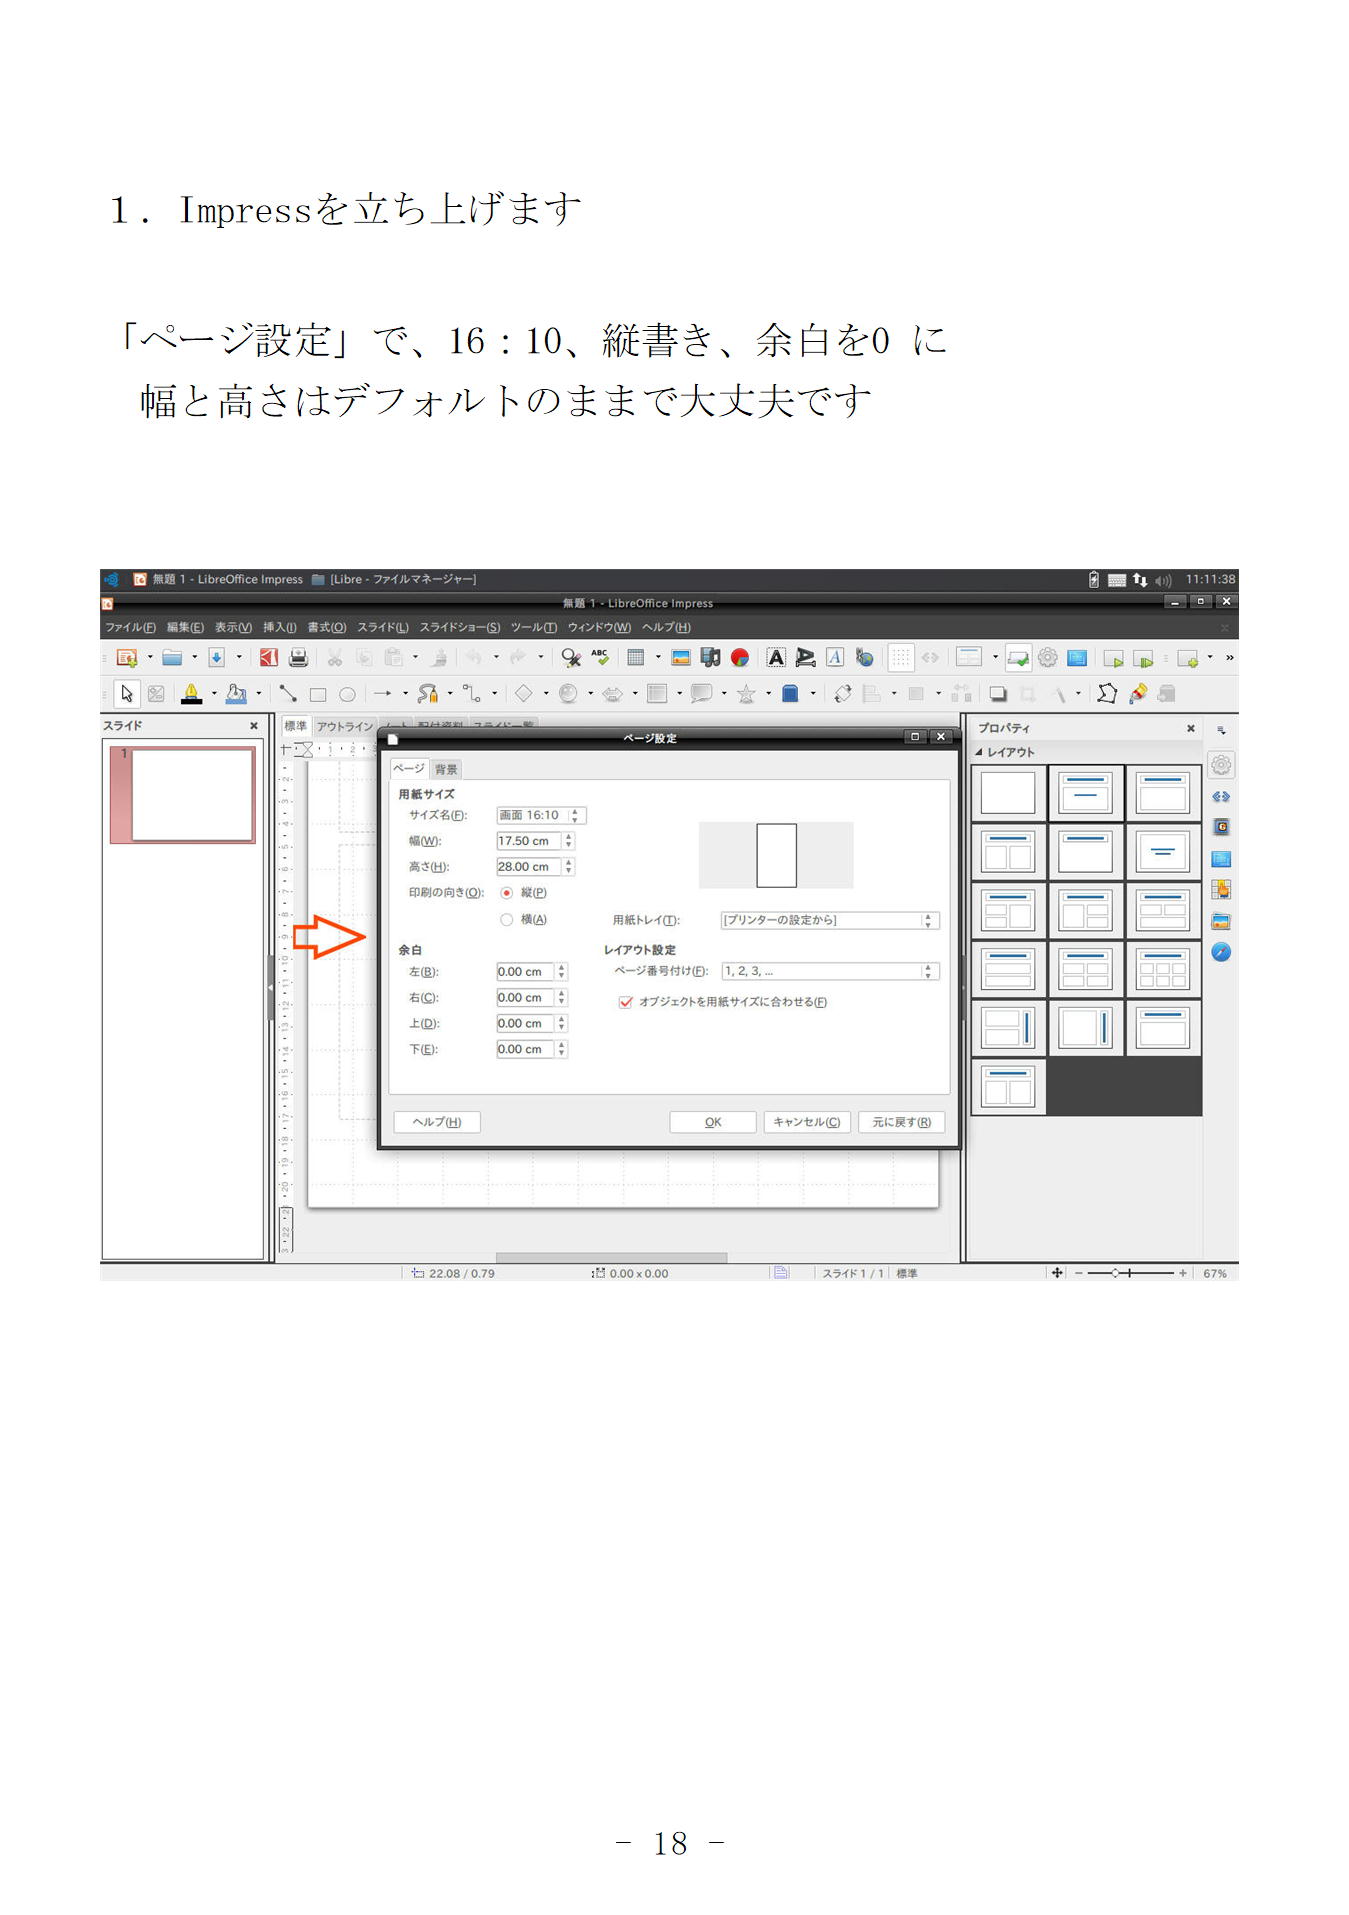 1. Impressを立ち上げます
「ページ設定」で、16：10、縦書き、余白を0 に
幅と高さはデフォルトのままで大丈夫です
無題 1 - LibreOffice Impress [Libre - ファイルマネージャー] 11:11:38
無題 1 - LibreOffice Impress
ファイル(F) 編集(E) 表示(V) 挿入(I) 書式(O) スライド(L) スライドショー(S) ツール(T) ウィンドウ(W) ヘルプ(H)
スライド
標準 アウトライン
プロパティ
レイアウト
1
ページ設定
ページ 背景
用紙サイズ
サイズ名(F): 画面 16:10
幅(W): 17.50 cm
高さ(H): 28.00 cm
印刷の向き(O): 縦(P)
横(A)
用紙トレイ(T): [プリンターの設定から]
余白
レイアウト設定
左(B): 0.00 cm
ページ番号付け(F): 1, 2, 3, ...
右(C): 0.00 cm
オブジェクトを用紙サイズに合わせる(F)
上(D): 0.00 cm
下(E): 0.00 cm
ヘルプ(H) OK キャンセル(C) 元に戻す(R)
22.08 / 0.79 0.00 x 0.00 スライド 1 / 1 標準 67%
- 18 -